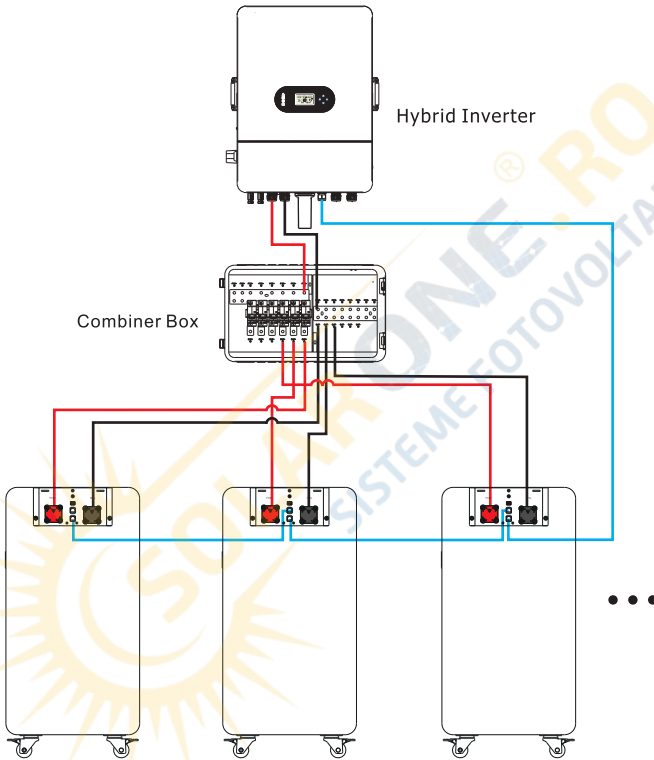 Hybrid Inverter
Combiner Box
SOLARONE.RO
®
SISTEME FOTOVOLTA